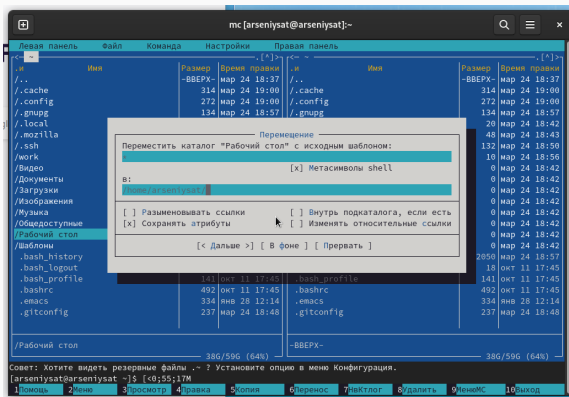 mc [arseniysat@arseniysat]:~
Левая панель Файл Команда Настройки Правая панель
<- ~ .[^]> <- ~ .[^]>
.и Имя Размер Время правки .и Имя Размер Время правки
/.. -ВВЕРХ- мар 24 18:37 /.. -ВВЕРХ- мар 24 18:37
/.cache 314 мар 24 19:00 /.cache 314 мар 24 19:00
/.config 272 мар 24 19:00 /.config 272 мар 24 19:00
/.gnupg 134 мар 24 18:57 /.gnupg 134 мар 24 18:57
/.local 20 мар 24 18:42
/.mozilla 48 мар 24 18:43
/.ssh 132 мар 24 18:50
/work 10 мар 24 18:56
/Видео 0 мар 24 18:42
/Документы 0 мар 24 18:42
/Загрузки 0 мар 24 18:42
/Изображения 0 мар 24 18:42
/Музыка 0 мар 24 18:42
/Общедоступные 0 мар 24 18:42
/Рабочий стол 0 мар 24 18:42
/Шаблоны 0 мар 24 18:42
Перемещение
Переместить каталог "Рабочий стол" с исходным шаблоном:
*
[x] Метасимволы shell
в:
/home/arseniysat/
[ ] Разыменовывать ссылки [ ] Внутрь подкаталога, если есть
[x] Сохранять атрибуты [ ] Изменять относительные ссылки
[< Дальше >] [ В фоне ] [ Прервать ]
.bash_history 2050 мар 24 18:57
.bash_logout 18 окт 11 17:45
.bash_profile 141 окт 11 17:45 .bash_profile 141 окт 11 17:45
.bashrc 492 окт 11 17:45 .bashrc 492 окт 11 17:45
.emacs 334 янв 28 12:14 .emacs 334 янв 28 12:14
.gitconfig 237 мар 24 18:48 .gitconfig 237 мар 24 18:48
/Рабочий стол -ВВЕРХ-
38G/59G (64%) 38G/59G (64%)
Совет: Хотите видеть резервные файлы .~ ? Установите опцию в меню Конфигурация.
[arseniysat@arseniysat ~]$ [<0;55;17M
1Помощь 2Меню 3Просмотр 4Правка 5Копия 6Перенос 7НвКтлог 8Удалить 9МенюMC 10Выход